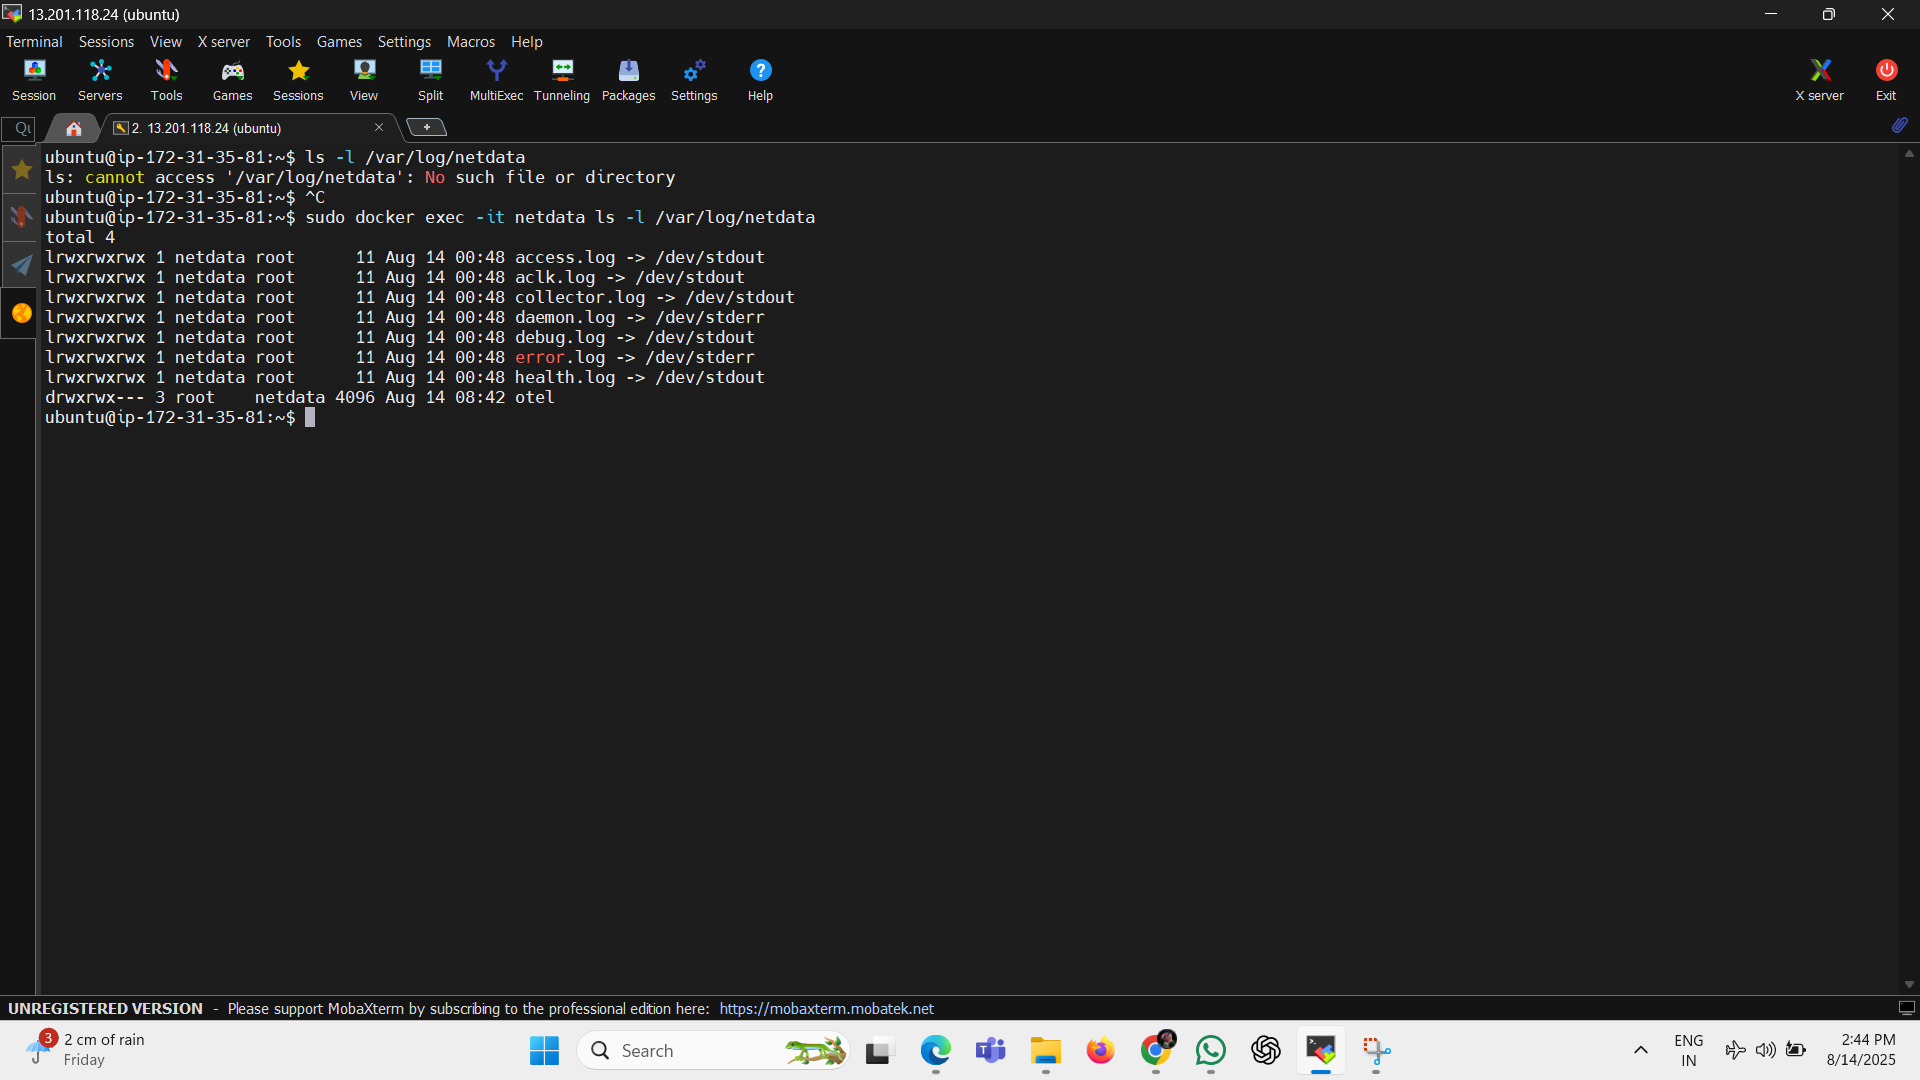 13.201.118.24 (ubuntu)
Terminal Sessions View X server Tools Games Settings Macros Help
Session Servers Tools Games Sessions View Split MultiExec Tunneling Packages Settings Help X server Exit
2. 13.201.118.24 (ubuntu)
ubuntu@ip-172-31-35-81:~$ ls -l /var/log/netdata
ls: cannot access '/var/log/netdata': No such file or directory
ubuntu@ip-172-31-35-81:~$ ^C
ubuntu@ip-172-31-35-81:~$ sudo docker exec -it netdata ls -l /var/log/netdata
total 4
lrwxrwxrwx 1 netdata root      11 Aug 14 00:48 access.log -> /dev/stdout
lrwxrwxrwx 1 netdata root      11 Aug 14 00:48 aclk.log -> /dev/stdout
lrwxrwxrwx 1 netdata root      11 Aug 14 00:48 collector.log -> /dev/stdout
lrwxrwxrwx 1 netdata root      11 Aug 14 00:48 daemon.log -> /dev/stderr
lrwxrwxrwx 1 netdata root      11 Aug 14 00:48 debug.log -> /dev/stdout
lrwxrwxrwx 1 netdata root      11 Aug 14 00:48 error.log -> /dev/stderr
lrwxrwxrwx 1 netdata root      11 Aug 14 00:48 health.log -> /dev/stdout
drwxrwx--- 3 root    netdata 4096 Aug 14 08:42 otel
ubuntu@ip-172-31-35-81:~$
UNREGISTERED VERSION - Please support MobaXterm by subscribing to the professional edition here: https://mobaxterm.mobatek.net
3
2 cm of rain
Friday
Search
ENG
IN
2:44 PM
8/14/2025